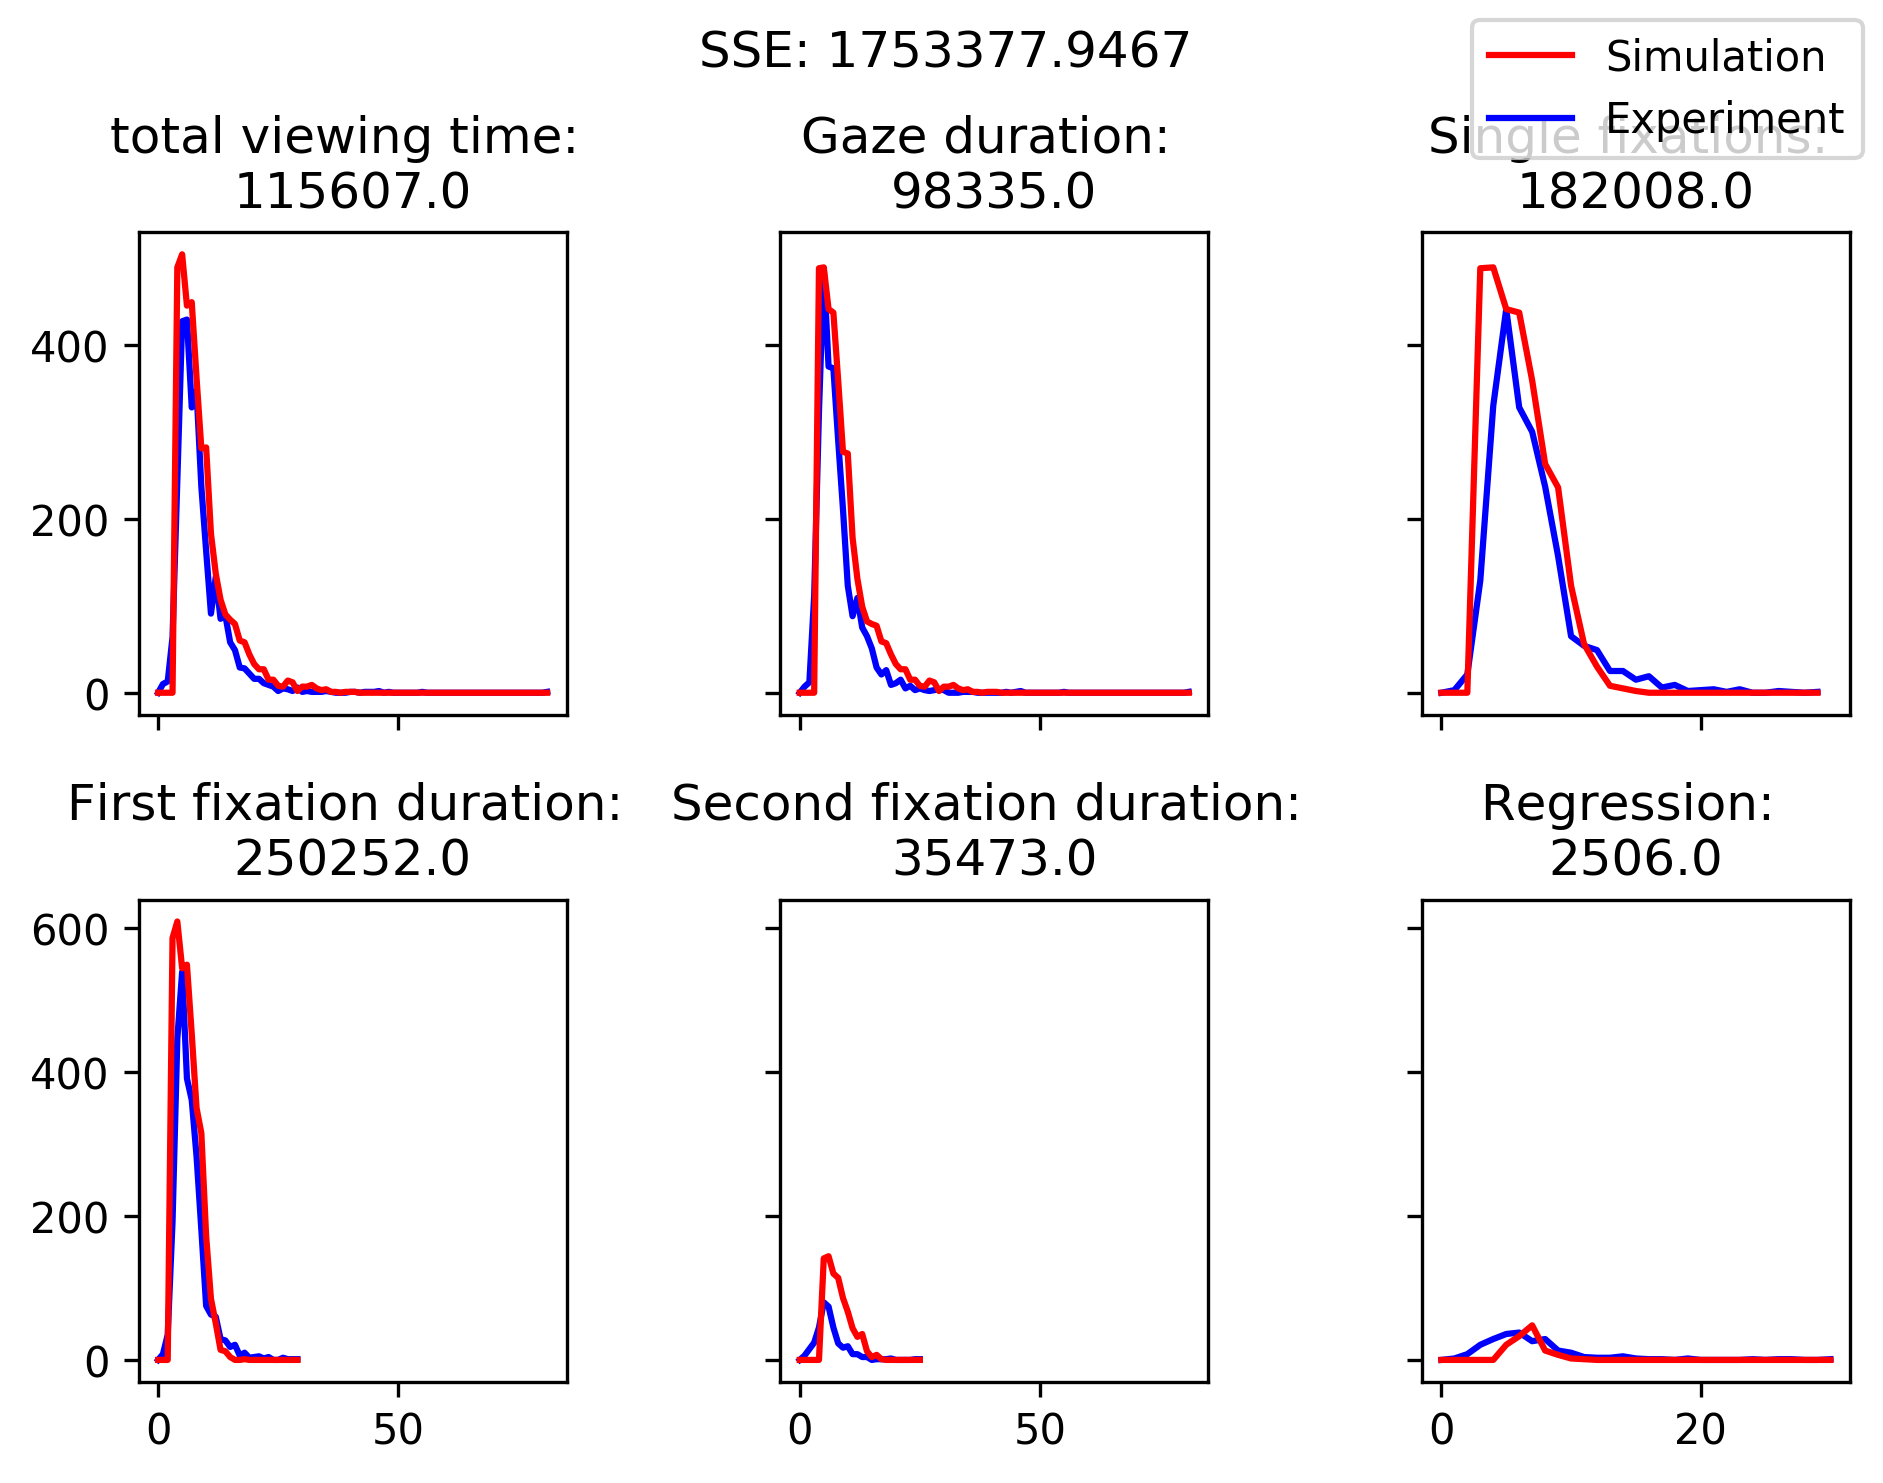 SSE: 1753377.9467
Simulation
Experiment
total viewing time:
115607.0
Gaze duration:
98335.0
Single fixations:
182008.0
400
200
0
First fixation duration:
250252.0
Second fixation duration:
35473.0
Regression:
2506.0
600
400
200
0
0
50
0
50
0
20